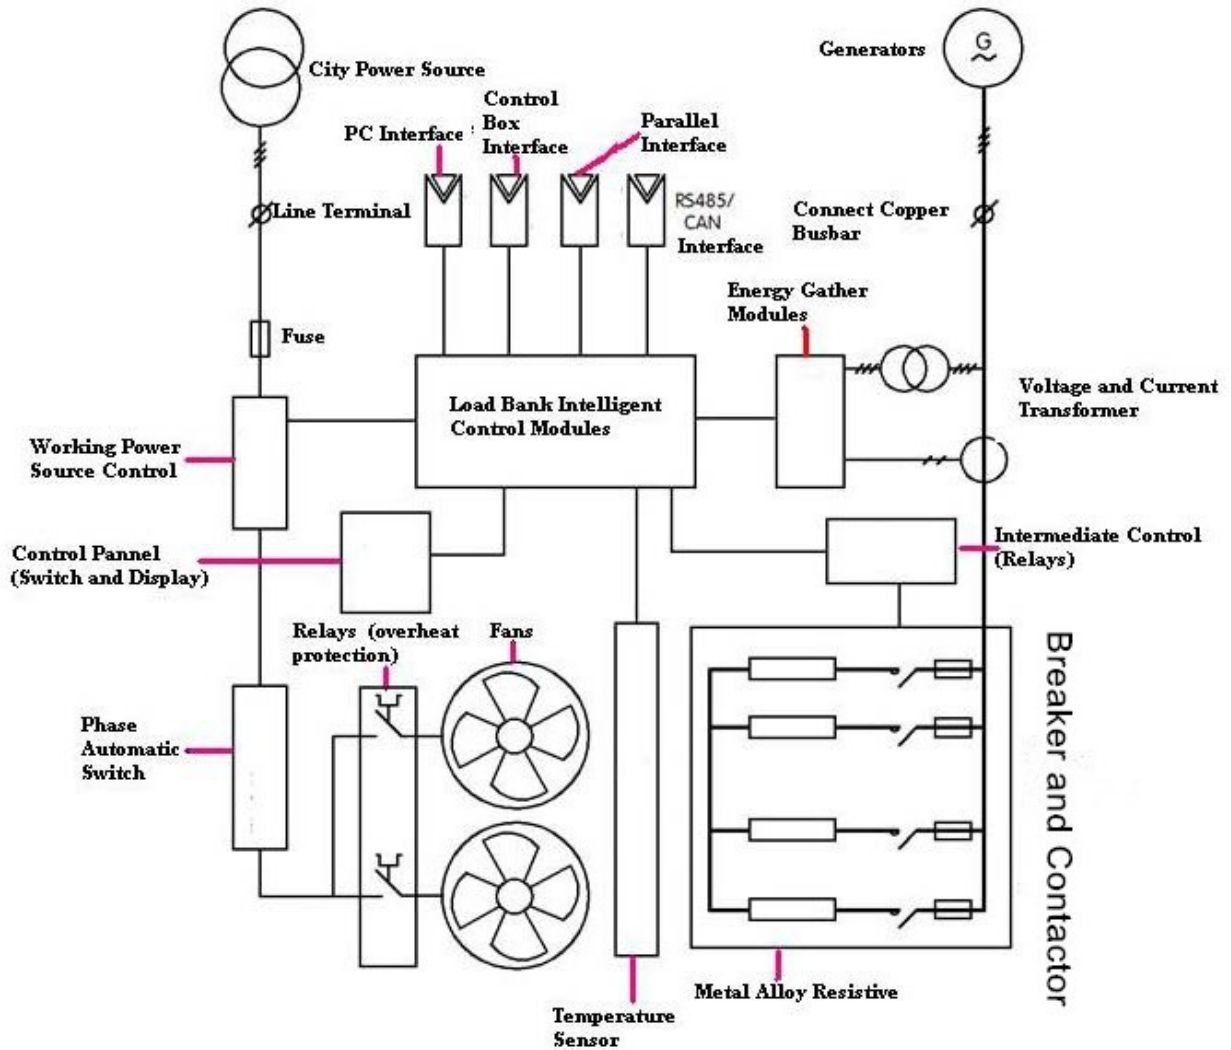 City Power Source
Generators
G
Control
Box
Interface
PC Interface
Parallel
Interface
Line Terminal
RS485/
CAN
Interface
Connect Copper
Busbar
Energy Gather
Modules
Fuse
Load Bank Intelligent
Control Modules
Voltage and Current
Transformer
Working Power
Source Control
Control Pannel
(Switch and Display)
Intermediate Control
(Relays)
Relays (overheat
protection)
Fans
Phase
Automatic
Switch
Breaker and Contactor
Metal Alloy Resistive
Temperature
Sensor